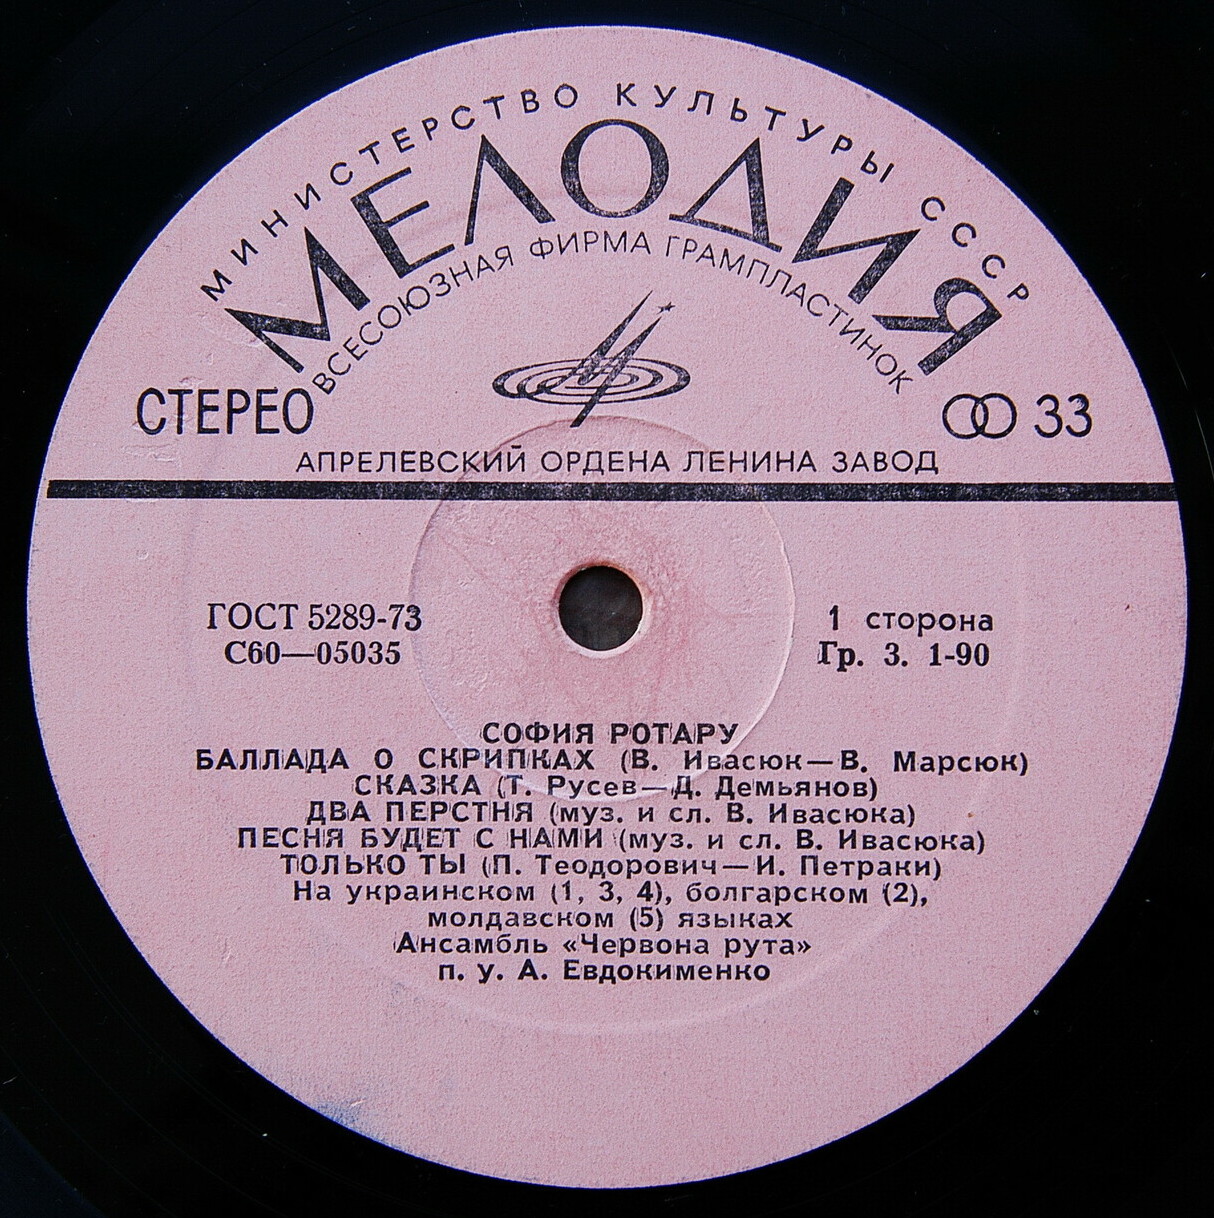 МИНИСТЕРСТВО КУЛЬТУРЫ СССР
МЕЛОДИЯ
ВСЕСОЮЗНАЯ ФИРМА ГРАМПЛАСТИНОК
СТЕРЕО
33
АПРЕЛЕВСКИЙ ОРДЕНА ЛЕНИНА ЗАВОД
ГОСТ 5289-73
С60—05035
1 сторона
Гр. 3. 1-90
СОФИЯ РОТАРУ
БАЛЛАДА О СКРИПКАХ (В. Ивасюк—В. Марсюк)
СКАЗКА (Т. Русев—Д. Демьянов)
ДВА ПЕРСТНЯ (муз. и сл. В. Ивасюка)
ПЕСНЯ БУДЕТ С НАМИ (муз. и сл. В. Ивасюка)
ТОЛЬКО ТЫ (П. Теодорович—И. Петраки)
На украинском (1, 3, 4), болгарском (2),
молдавском (5) языках
Ансамбль «Червона рута»
п. у. А. Евдокименко